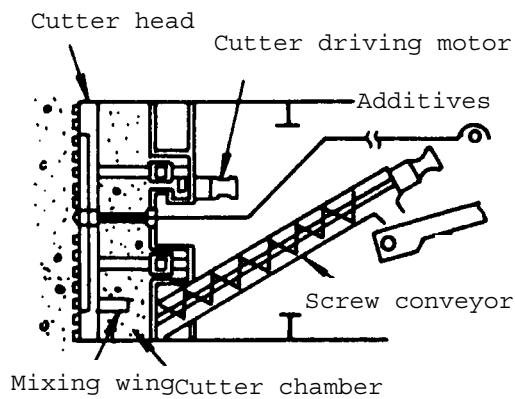 Cutter head
Cutter driving motor
Additives
Screw conveyor
Mixing wing
Cutter chamber